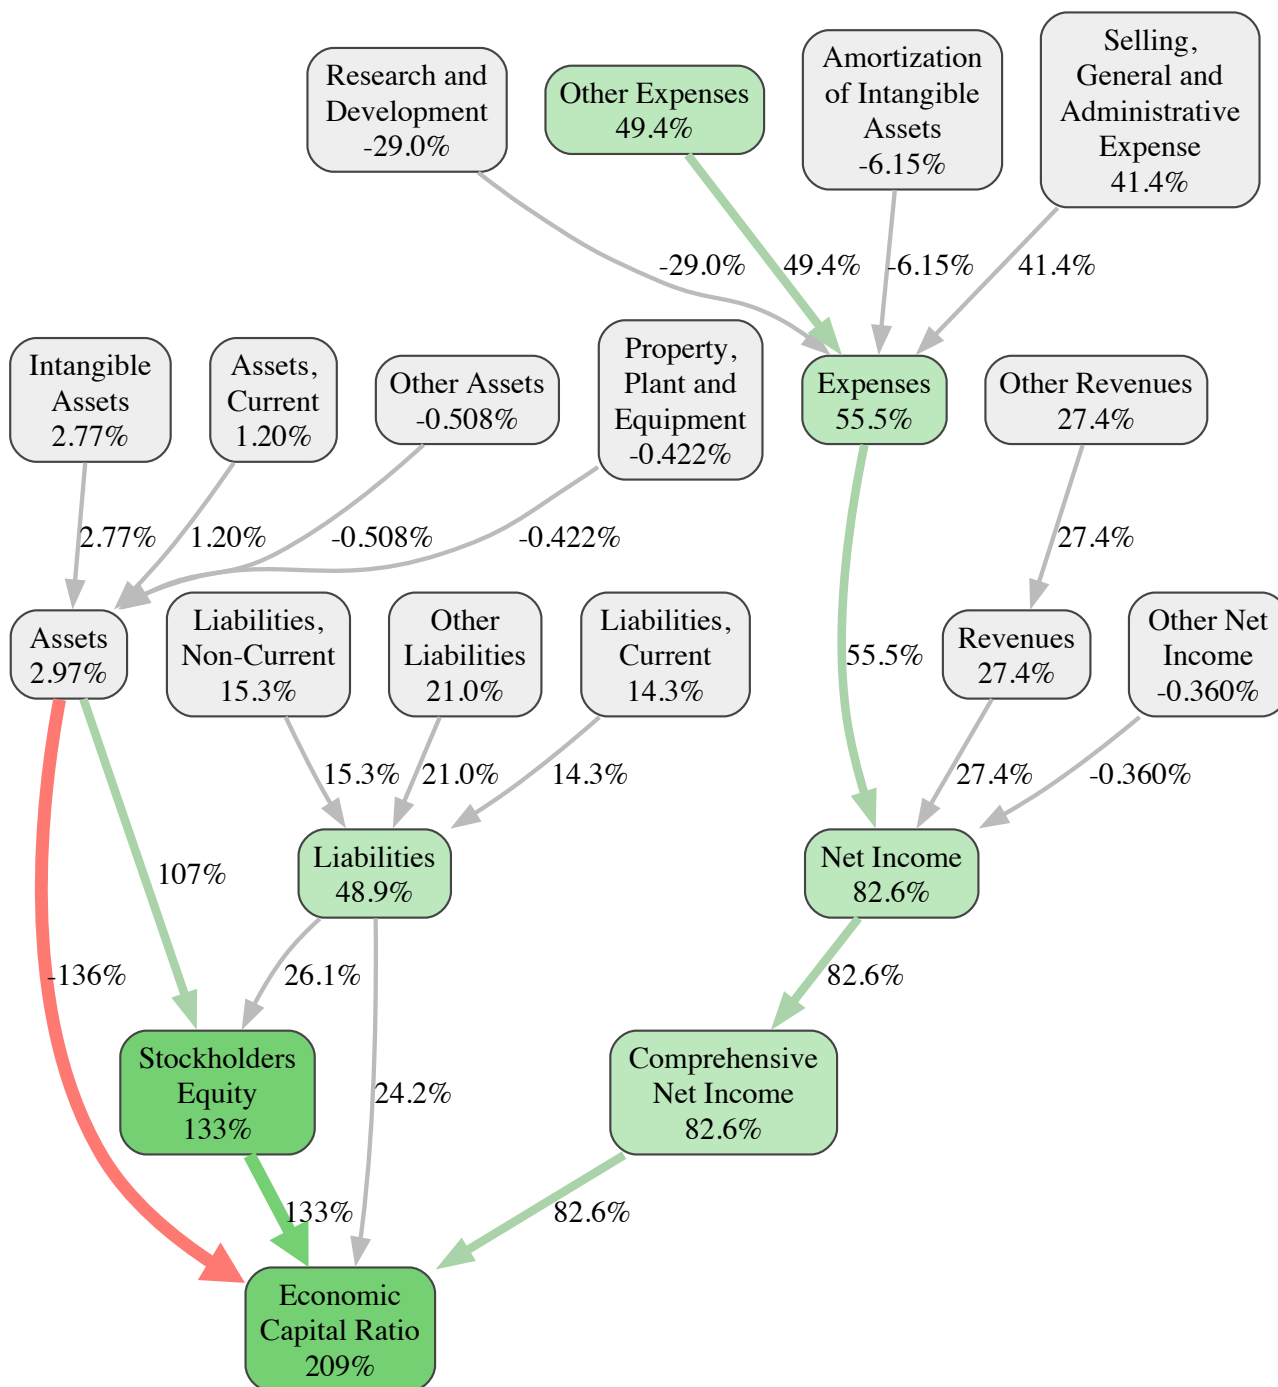 Research and
Development
-29.0%
Other Expenses
49.4%
Amortization
of Intangible
Assets
-6.15%
Selling,
General and
Administrative
Expense
41.4%
-29.0%
49.4%
-6.15%
41.4%
Intangible
Assets
2.77%
Assets,
Current
1.20%
Other Assets
-0.508%
Property,
Plant and
Equipment
-0.422%
Expenses
55.5%
Other Revenues
27.4%
2.77%
1.20%
-0.508%
-0.422%
27.4%
Assets
2.97%
Liabilities,
Non-Current
15.3%
Other
Liabilities
21.0%
Liabilities,
Current
14.3%
55.5%
Revenues
27.4%
Other Net
Income
-0.360%
15.3%
21.0%
14.3%
27.4%
-0.360%
107%
Liabilities
48.9%
Net Income
82.6%
-136%
26.1%
82.6%
Stockholders
Equity
133%
24.2%
Comprehensive
Net Income
82.6%
133%
82.6%
Economic
Capital Ratio
209%